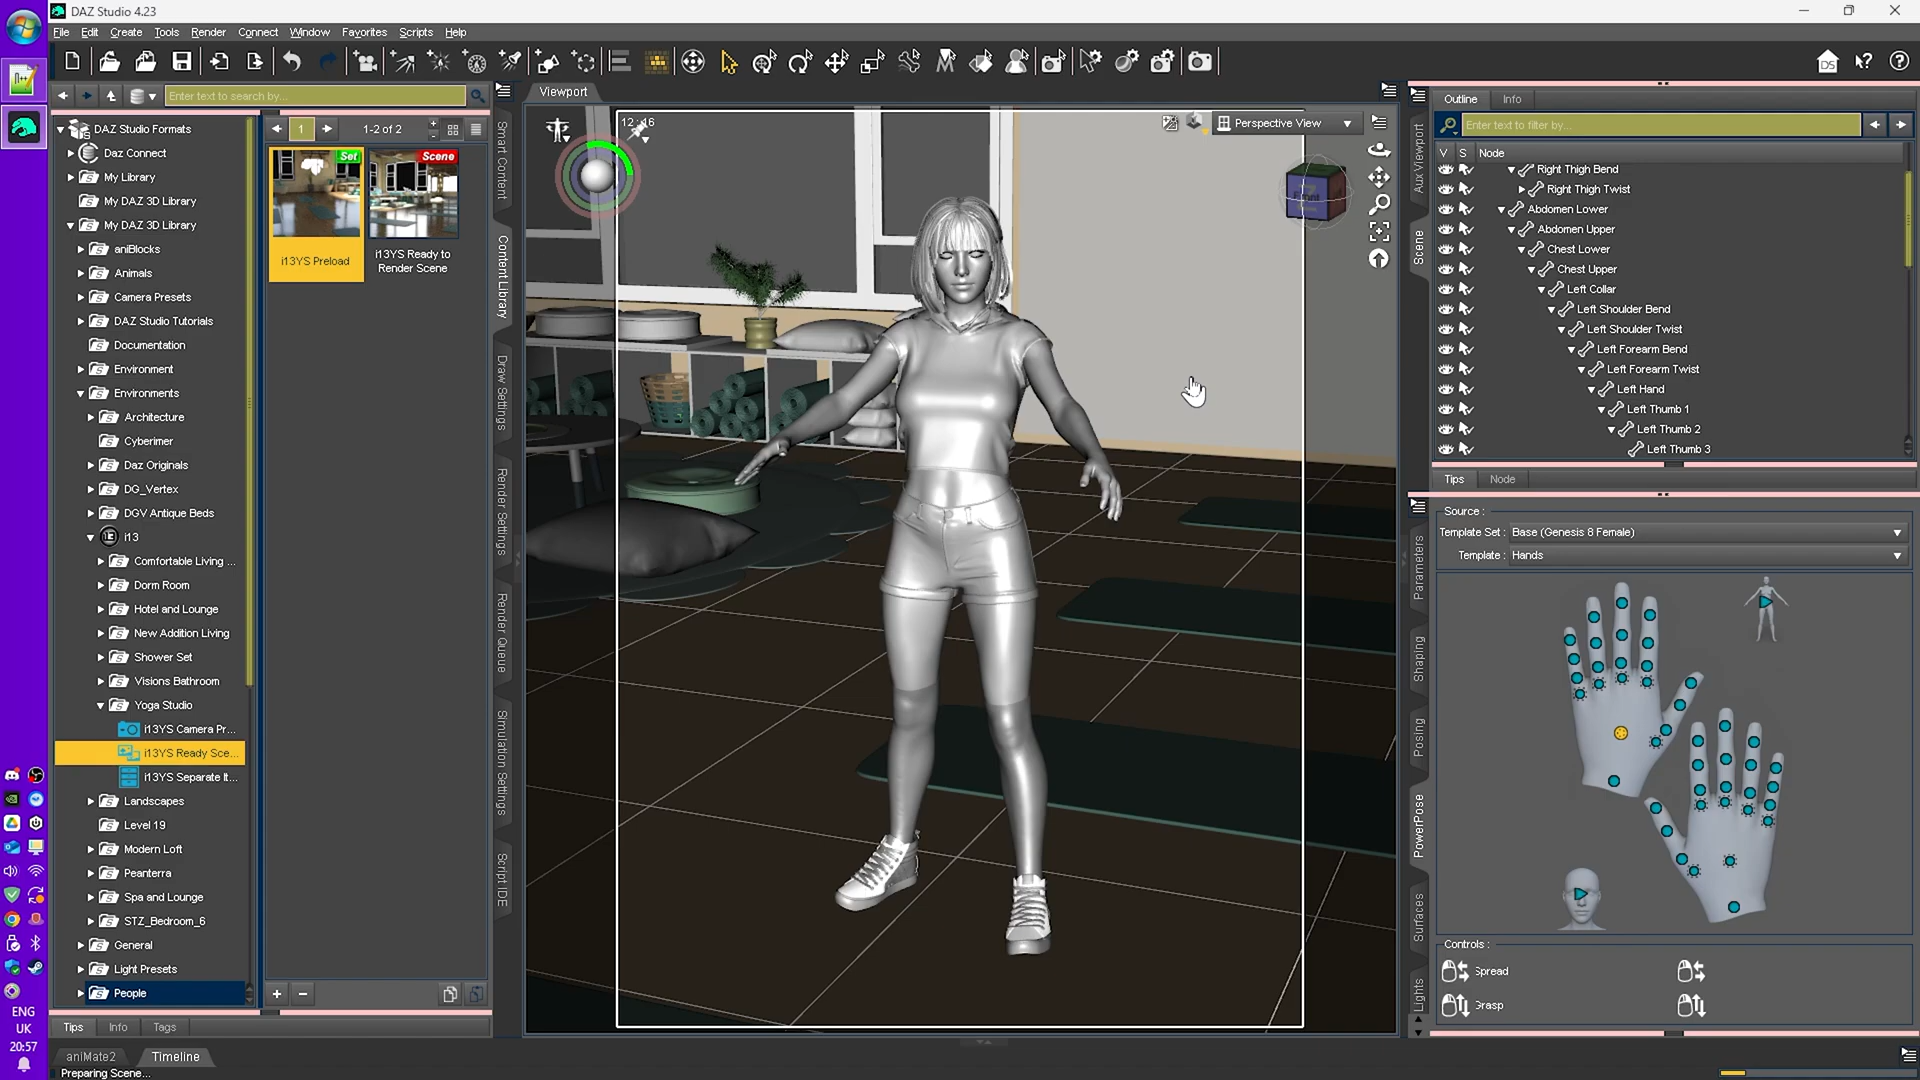 DAZ Studio 4.23
File Edit Create Tools Render Connect Window Favorites Scripts Help
Enter text to search by...
DAZ Studio Formats
Daz Connect
My Library
My DAZ 3D Library
My DAZ 3D Library
aniBlocks
Animals
Camera Presets
DAZ Studio Tutorials
Documentation
Environment
Environments
Architecture
Cyberimer
Daz Originals
DG_Vertex
DGV Antique Beds
i13
Comfortable Living ...
Dorm Room
Hotel and Lounge
New Addition Living
Shower Set
Visions Bathroom
Yoga Studio
i13YS Camera Pr...
i13YS Ready Sce...
i13YS Separate It...
Landscapes
Level 19
Modern Loft
Peanterra
Spa and Lounge
STZ_Bedroom_6
General
Light Presets
People
Tips Info Tags
aniMate2 Timeline
Preparing Scene...
1
1-2 of 2
Set
i13YS Preload
Scene
i13YS Ready to
Render Scene
Smart Content
Content Library
Draw Settings
Render Settings
Render Queue
Simulation Settings
Script IDE
Viewport
Perspective View
Front
Aux Viewport
Scene
Outline Info
Enter text to filter by...
V S Node
Right Thigh Bend
Right Thigh Twist
Abdomen Lower
Abdomen Upper
Chest Lower
Chest Upper
Left Collar
Left Shoulder Bend
Left Shoulder Twist
Left Forearm Bend
Left Forearm Twist
Left Hand
Left Thumb 1
Left Thumb 2
Left Thumb 3
Tips Node
Parameters
Shaping
Posing
PowerPose
Surfaces
Lights
Source :
Template Set : Base (Genesis 8 Female)
Template : Hands
Controls :
Spread
Grasp
DS
ENG
UK
20:57